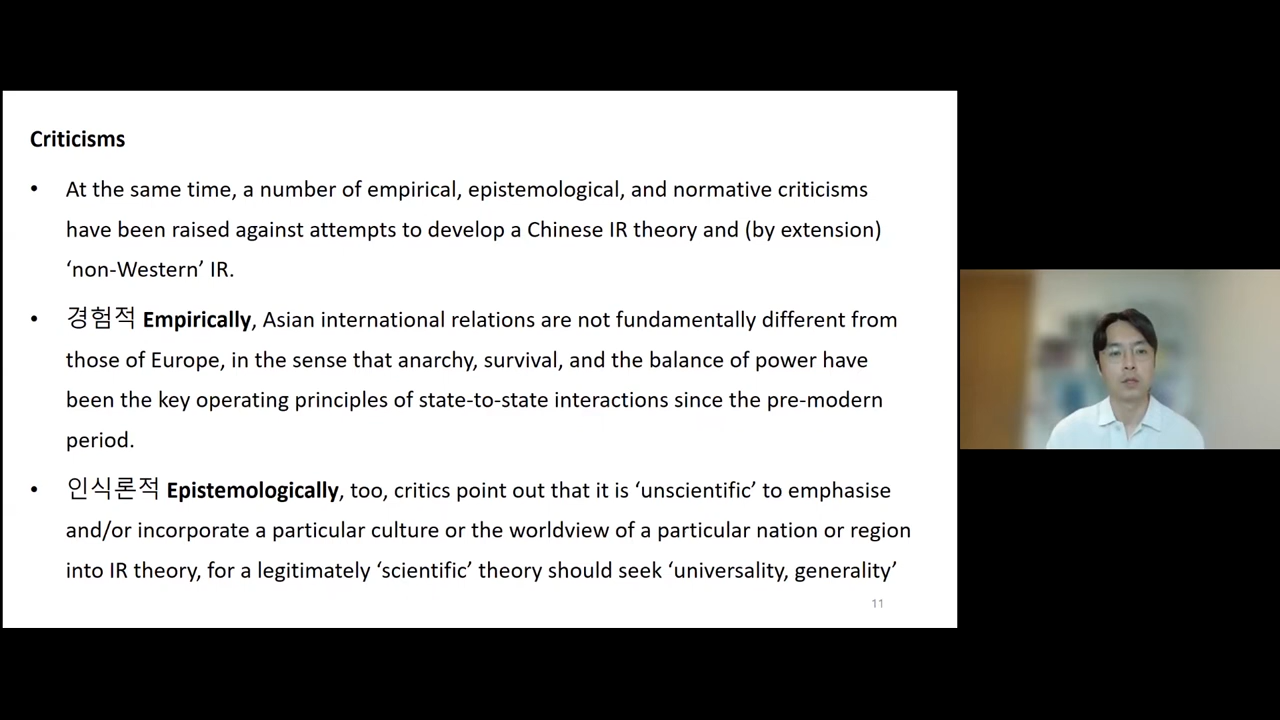 Criticisms
• At the same time, a number of empirical, epistemological, and normative criticisms
have been raised against attempts to develop a Chinese IR theory and (by extension)
‘non-Western’ IR.
• 경험적 Empirically, Asian international relations are not fundamentally different from
those of Europe, in the sense that anarchy, survival, and the balance of power have
been the key operating principles of state-to-state interactions since the pre-modern
period.
• 인식론적 Epistemologically, too, critics point out that it is ‘unscientific’ to emphasise
and/or incorporate a particular culture or the worldview of a particular nation or region
into IR theory, for a legitimately ‘scientific’ theory should seek ‘universality, generality’
11